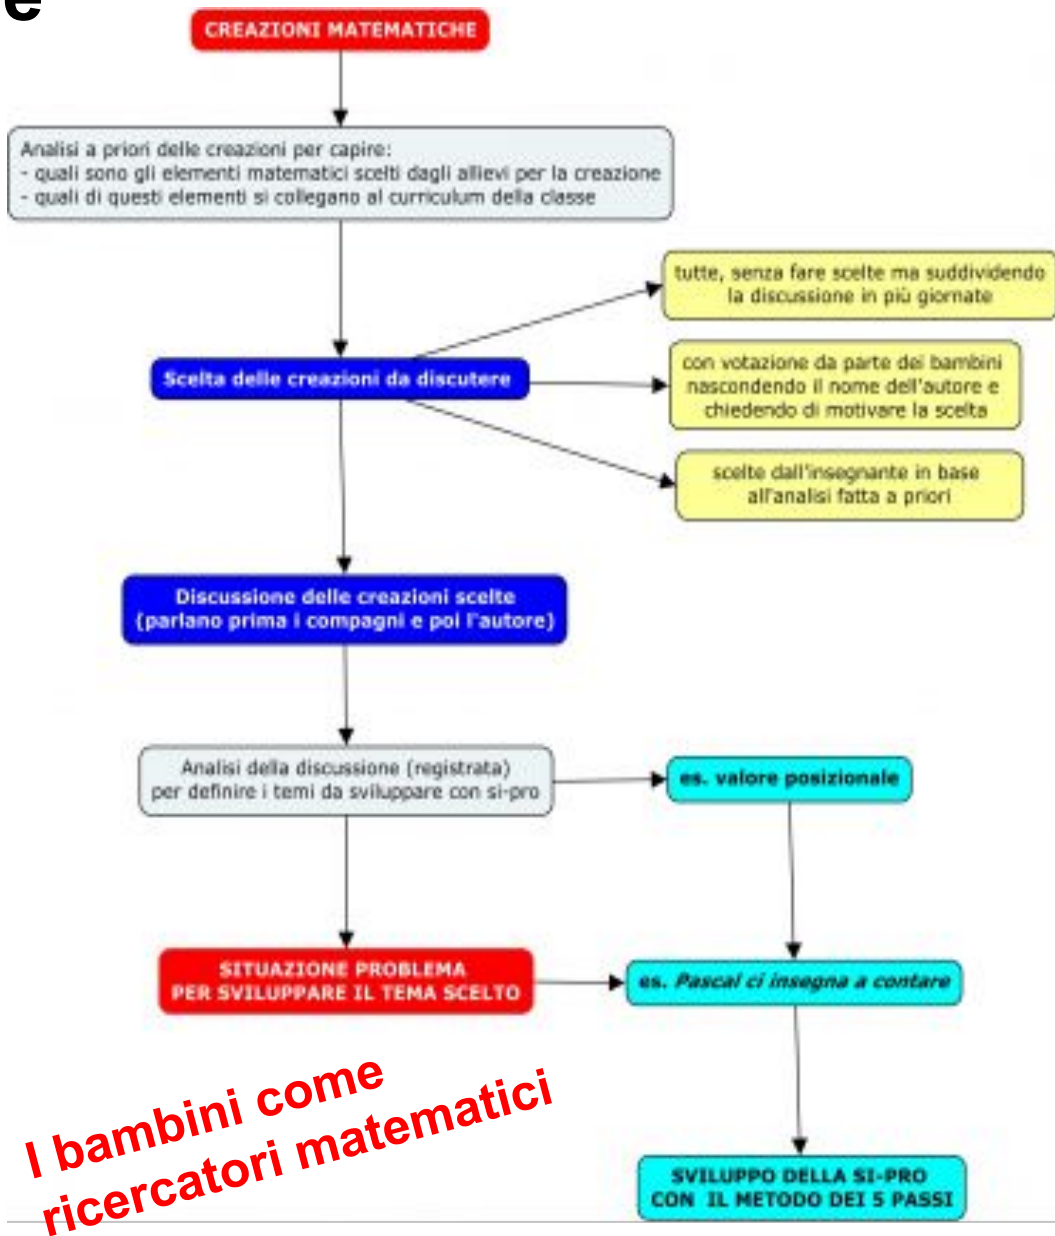 e
CREAZIONI MATEMATICHE
Analisi a priori delle creazioni per capire:
- quali sono gli elementi matematici scelti dagli allievi per la creazione
- quali di questi elementi si collegano al curriculum della classe
tutte, senza fare scelte ma suddividendo
la discussione in più giornate
Scelta delle creazioni da discutere
con votazione da parte dei bambini
nascondendo il nome dell'autore e
chiedendo di motivare la scelta
scelte dall'insegnante in base
all'analisi fatta a priori
Discussione delle creazioni scelte
(parlano prima i compagni e poi l'autore)
Analisi della discussione (registrata)
per definire i temi da sviluppare con si-pro
es. valore posizionale
SITUAZIONE PROBLEMA
PER SVILUPPARE IL TEMA SCELTO
es. Pascal ci insegna a contare
I bambini come
ricercatori matematici
SVILUPPO DELLA SI-PRO
CON IL METODO DEI 5 PASSI